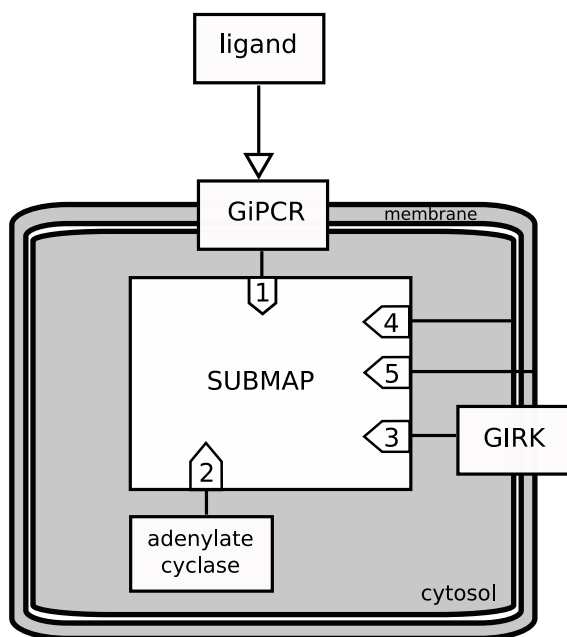 ligand
GiPCR
membrane
1
4
SUBMAP
5
3
GIRK
2
adenylate
cyclase
cytosol